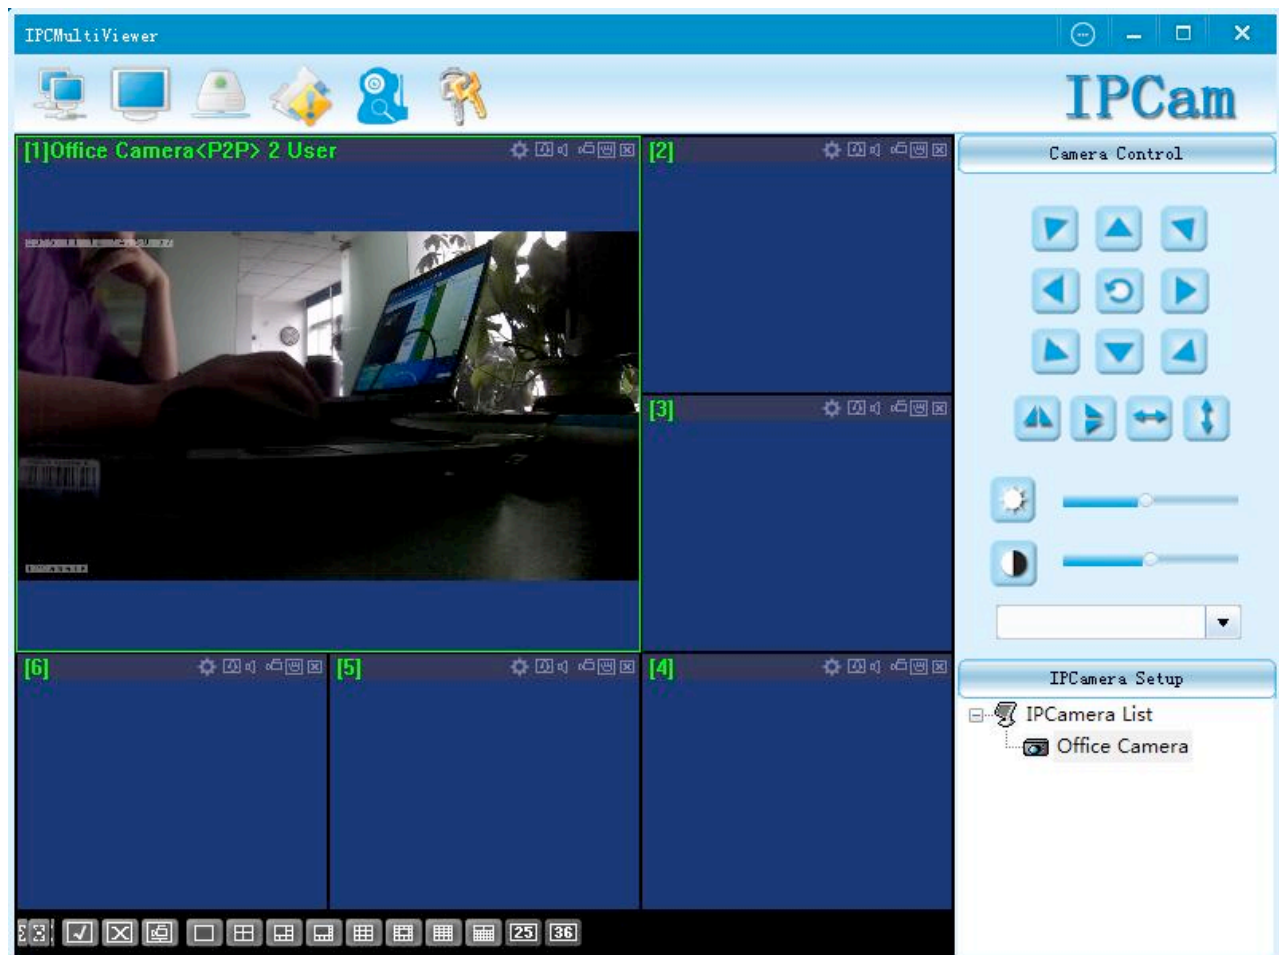 IPCMultiViewer
IPCam
[1]Office Camera<P2P> 2 User
[2]
Camera Control
[3]
[6]
[5]
[4]
IPCamera Setup
IPCamera List
Office Camera
25
36